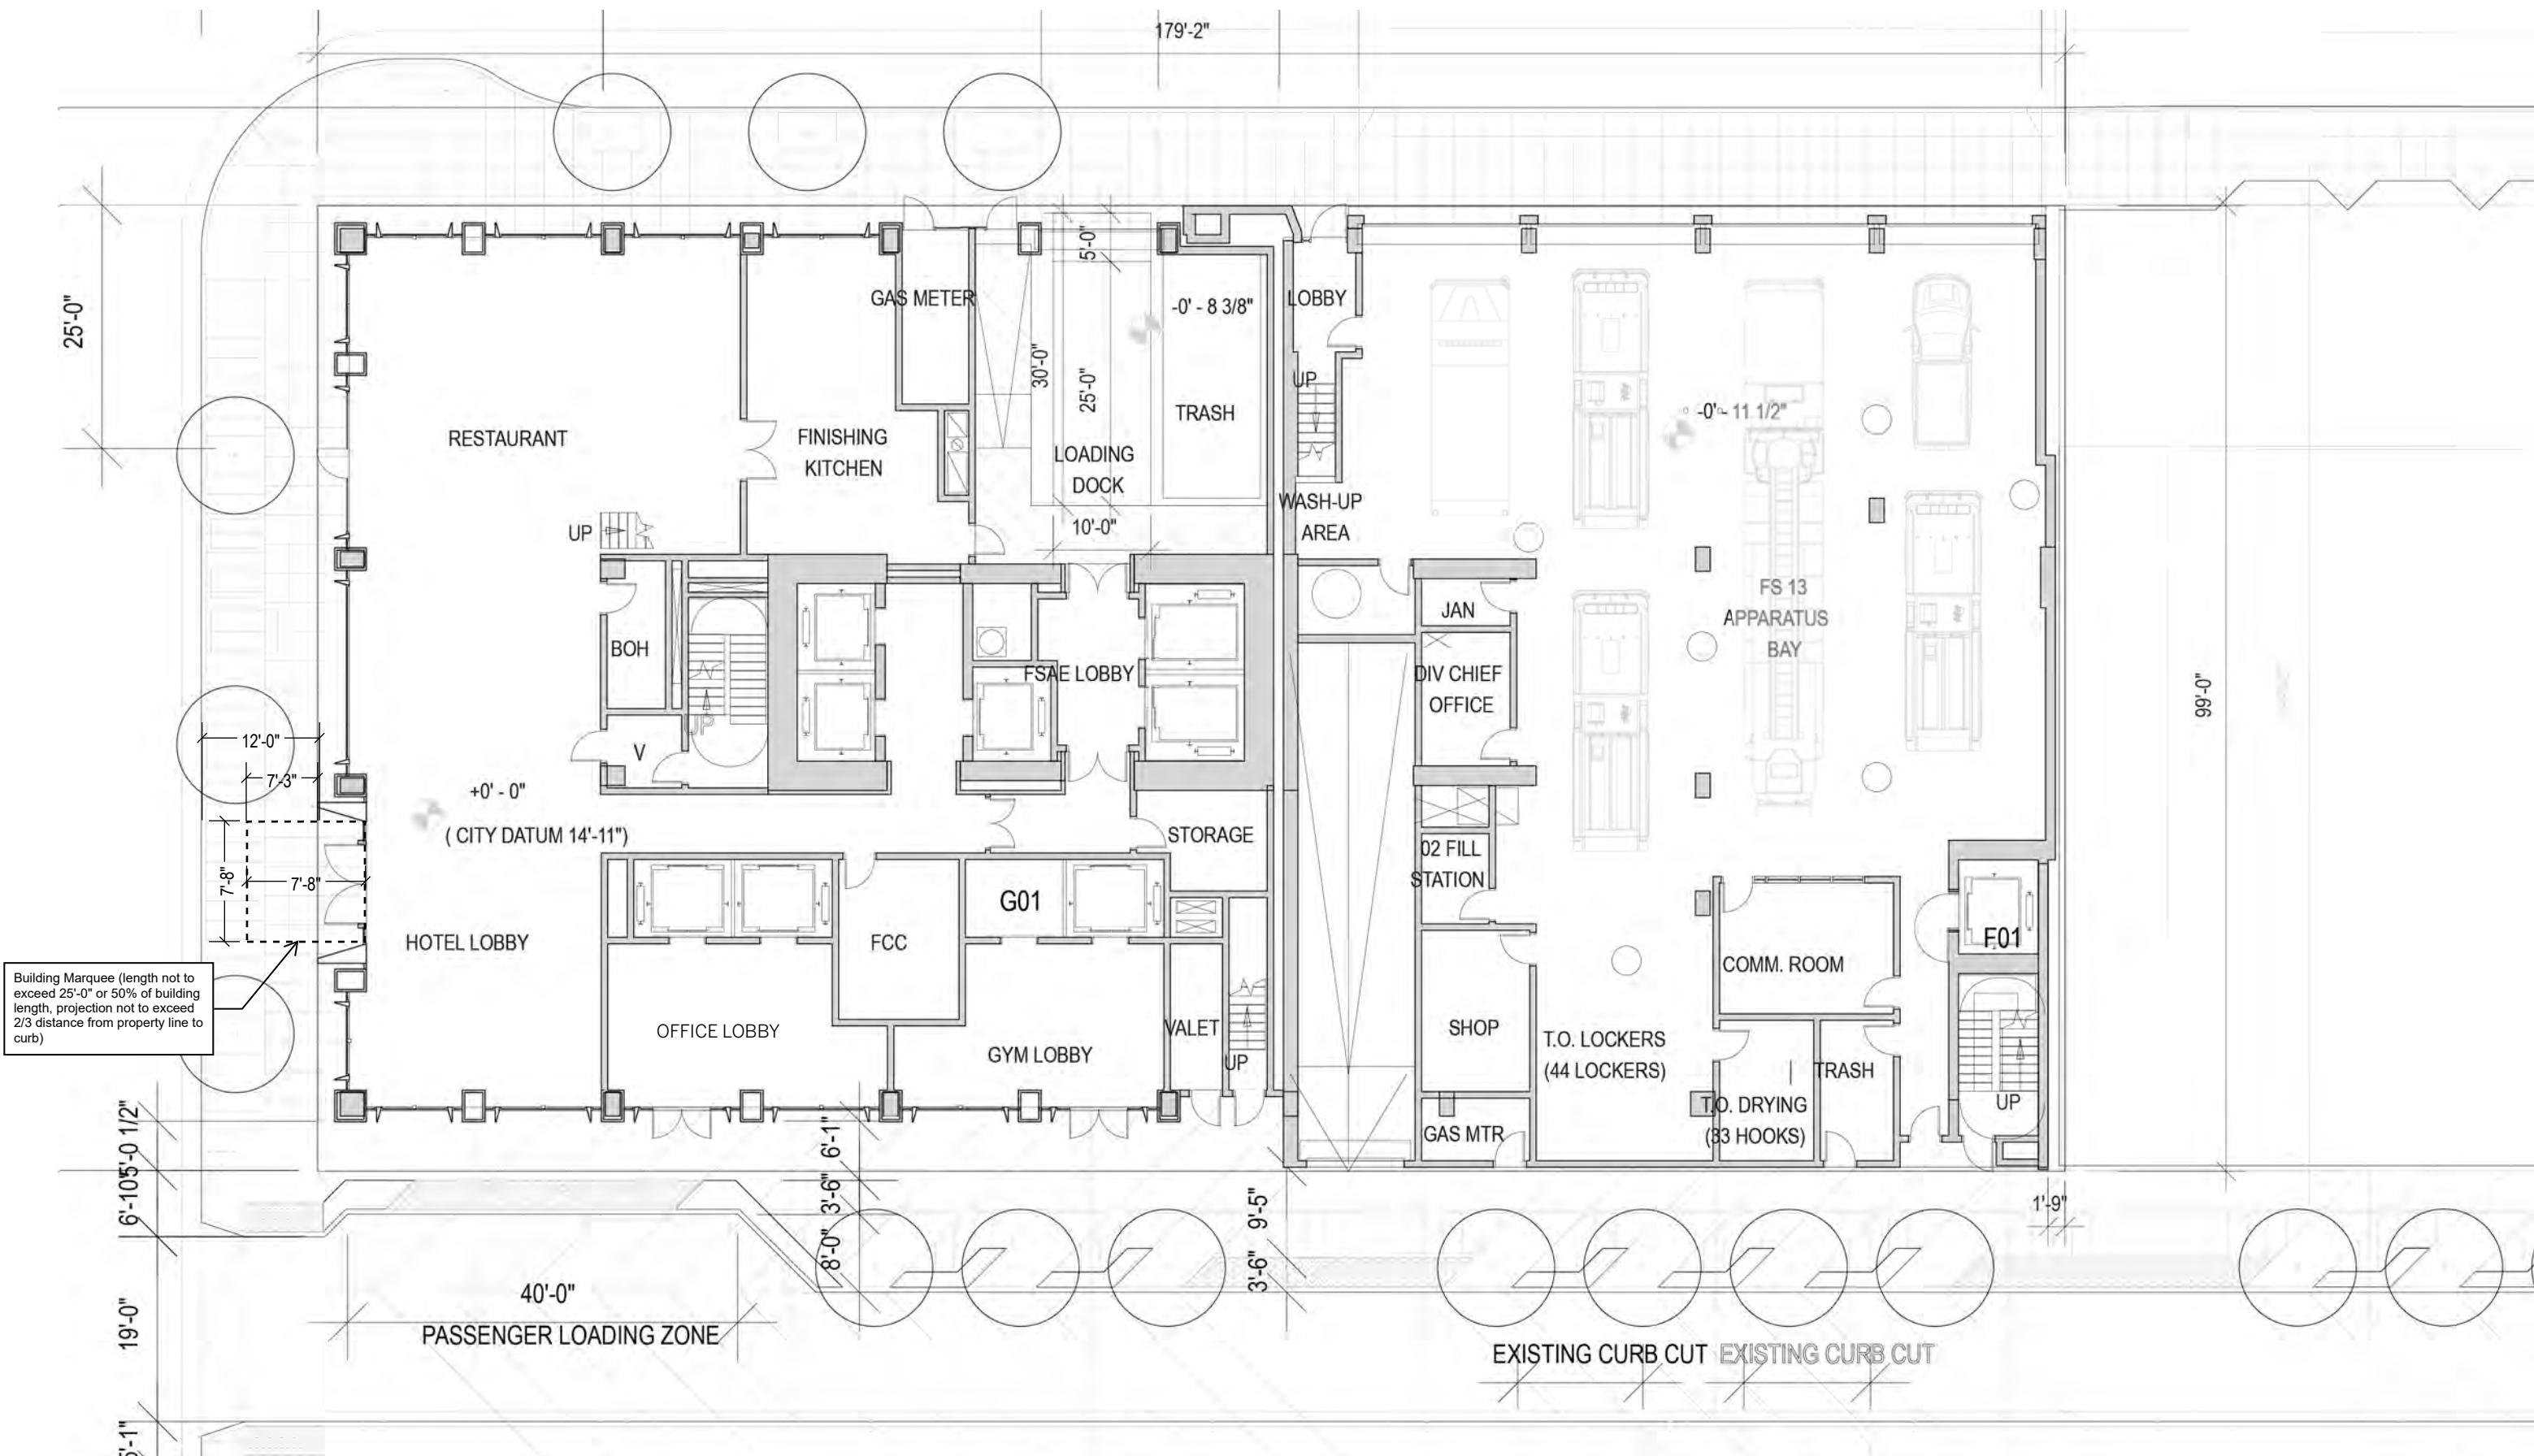 179'-2"
25'-0"
5'-0"
GAS METER
-0' - 8 3/8"
LOBBY
30'-0"
25'-0"
UP
TRASH
-0'- 11 1/2"
RESTAURANT
FINISHING
KITCHEN
LOADING
DOCK
WASH-UP
AREA
UP
10'-0"
JAN
FS 13
APPARATUS
BAY
BOH
FSAE LOBBY
DIV CHIEF
OFFICE
99'-0"
UP
12'-0"
V
7'-3"
+0' - 0"
( CITY DATUM 14'-11")
STORAGE
02 FILL
STATION
7'-8"
7'-8"
G01
HOTEL LOBBY
FCC
F01
COMM. ROOM
Building Marquee (length not to
exceed 25'-0" or 50% of building
length, projection not to exceed
2/3 distance from property line to
curb)
OFFICE LOBBY
GYM LOBBY
VALET
UP
SHOP
T.O. LOCKERS
(44 LOCKERS)
TRASH
T.O. DRYING
(33 HOOKS)
UP
GAS MTR
5'-0 1/2"
6'-10"
6'-1"
3'-6"
8'-0"
9'-5"
3'-6"
1'-9"
19'-0"
40'-0"
PASSENGER LOADING ZONE
EXISTING CURB CUT EXISTING CURB CUT